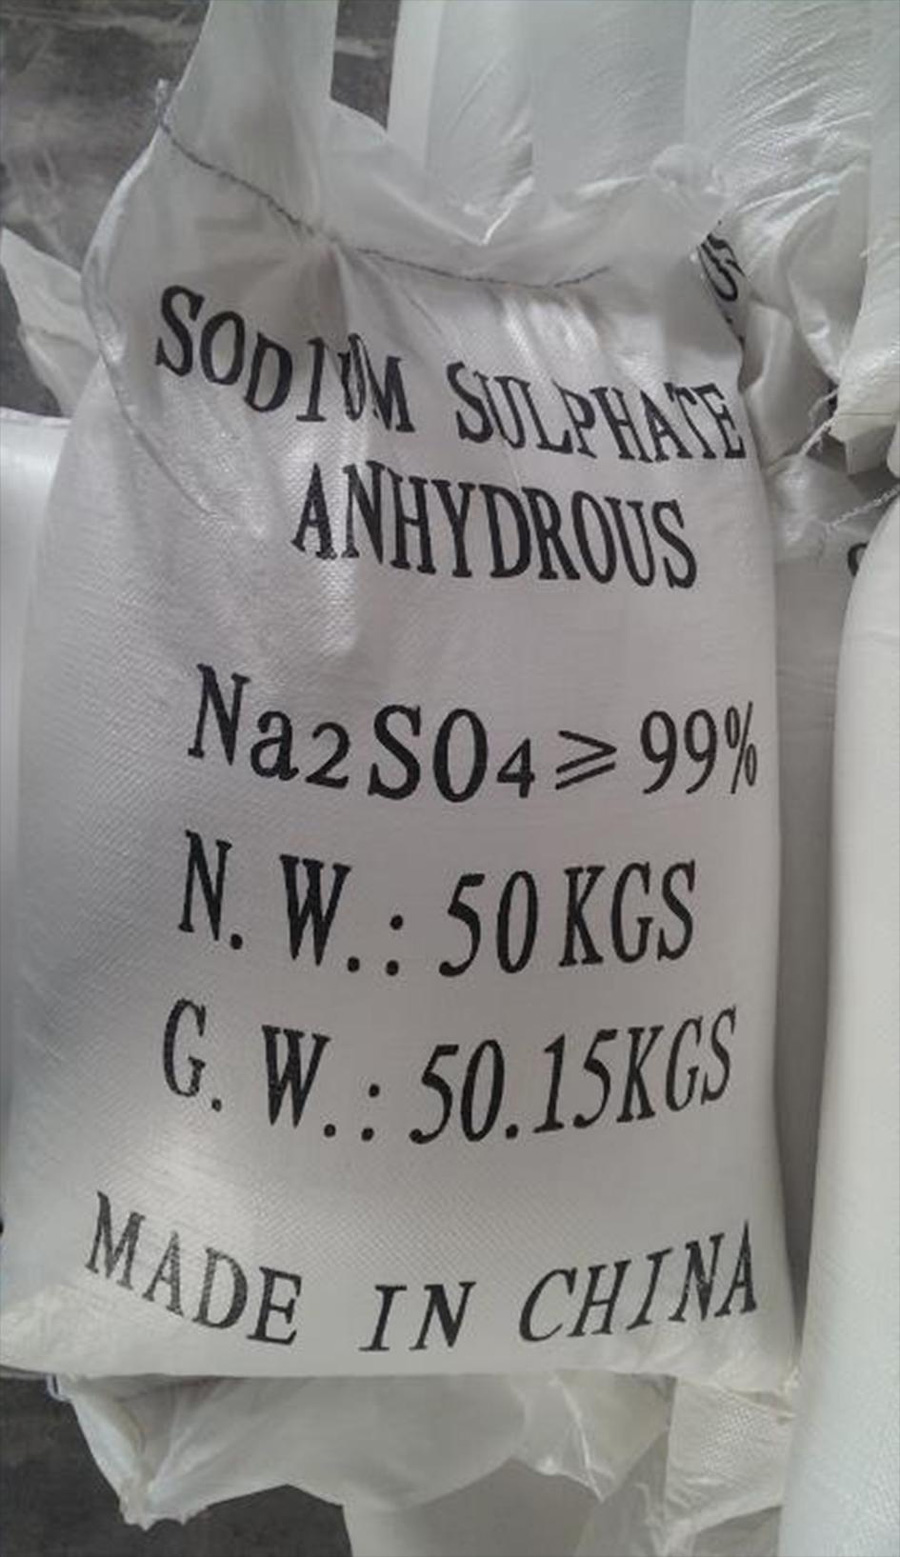 SODIUM SULPHATE
ANHYDROUS
Na2SO4≥99%
N. W.: 50KGS
G. W.: 50.15KGS
MADE IN CHINA